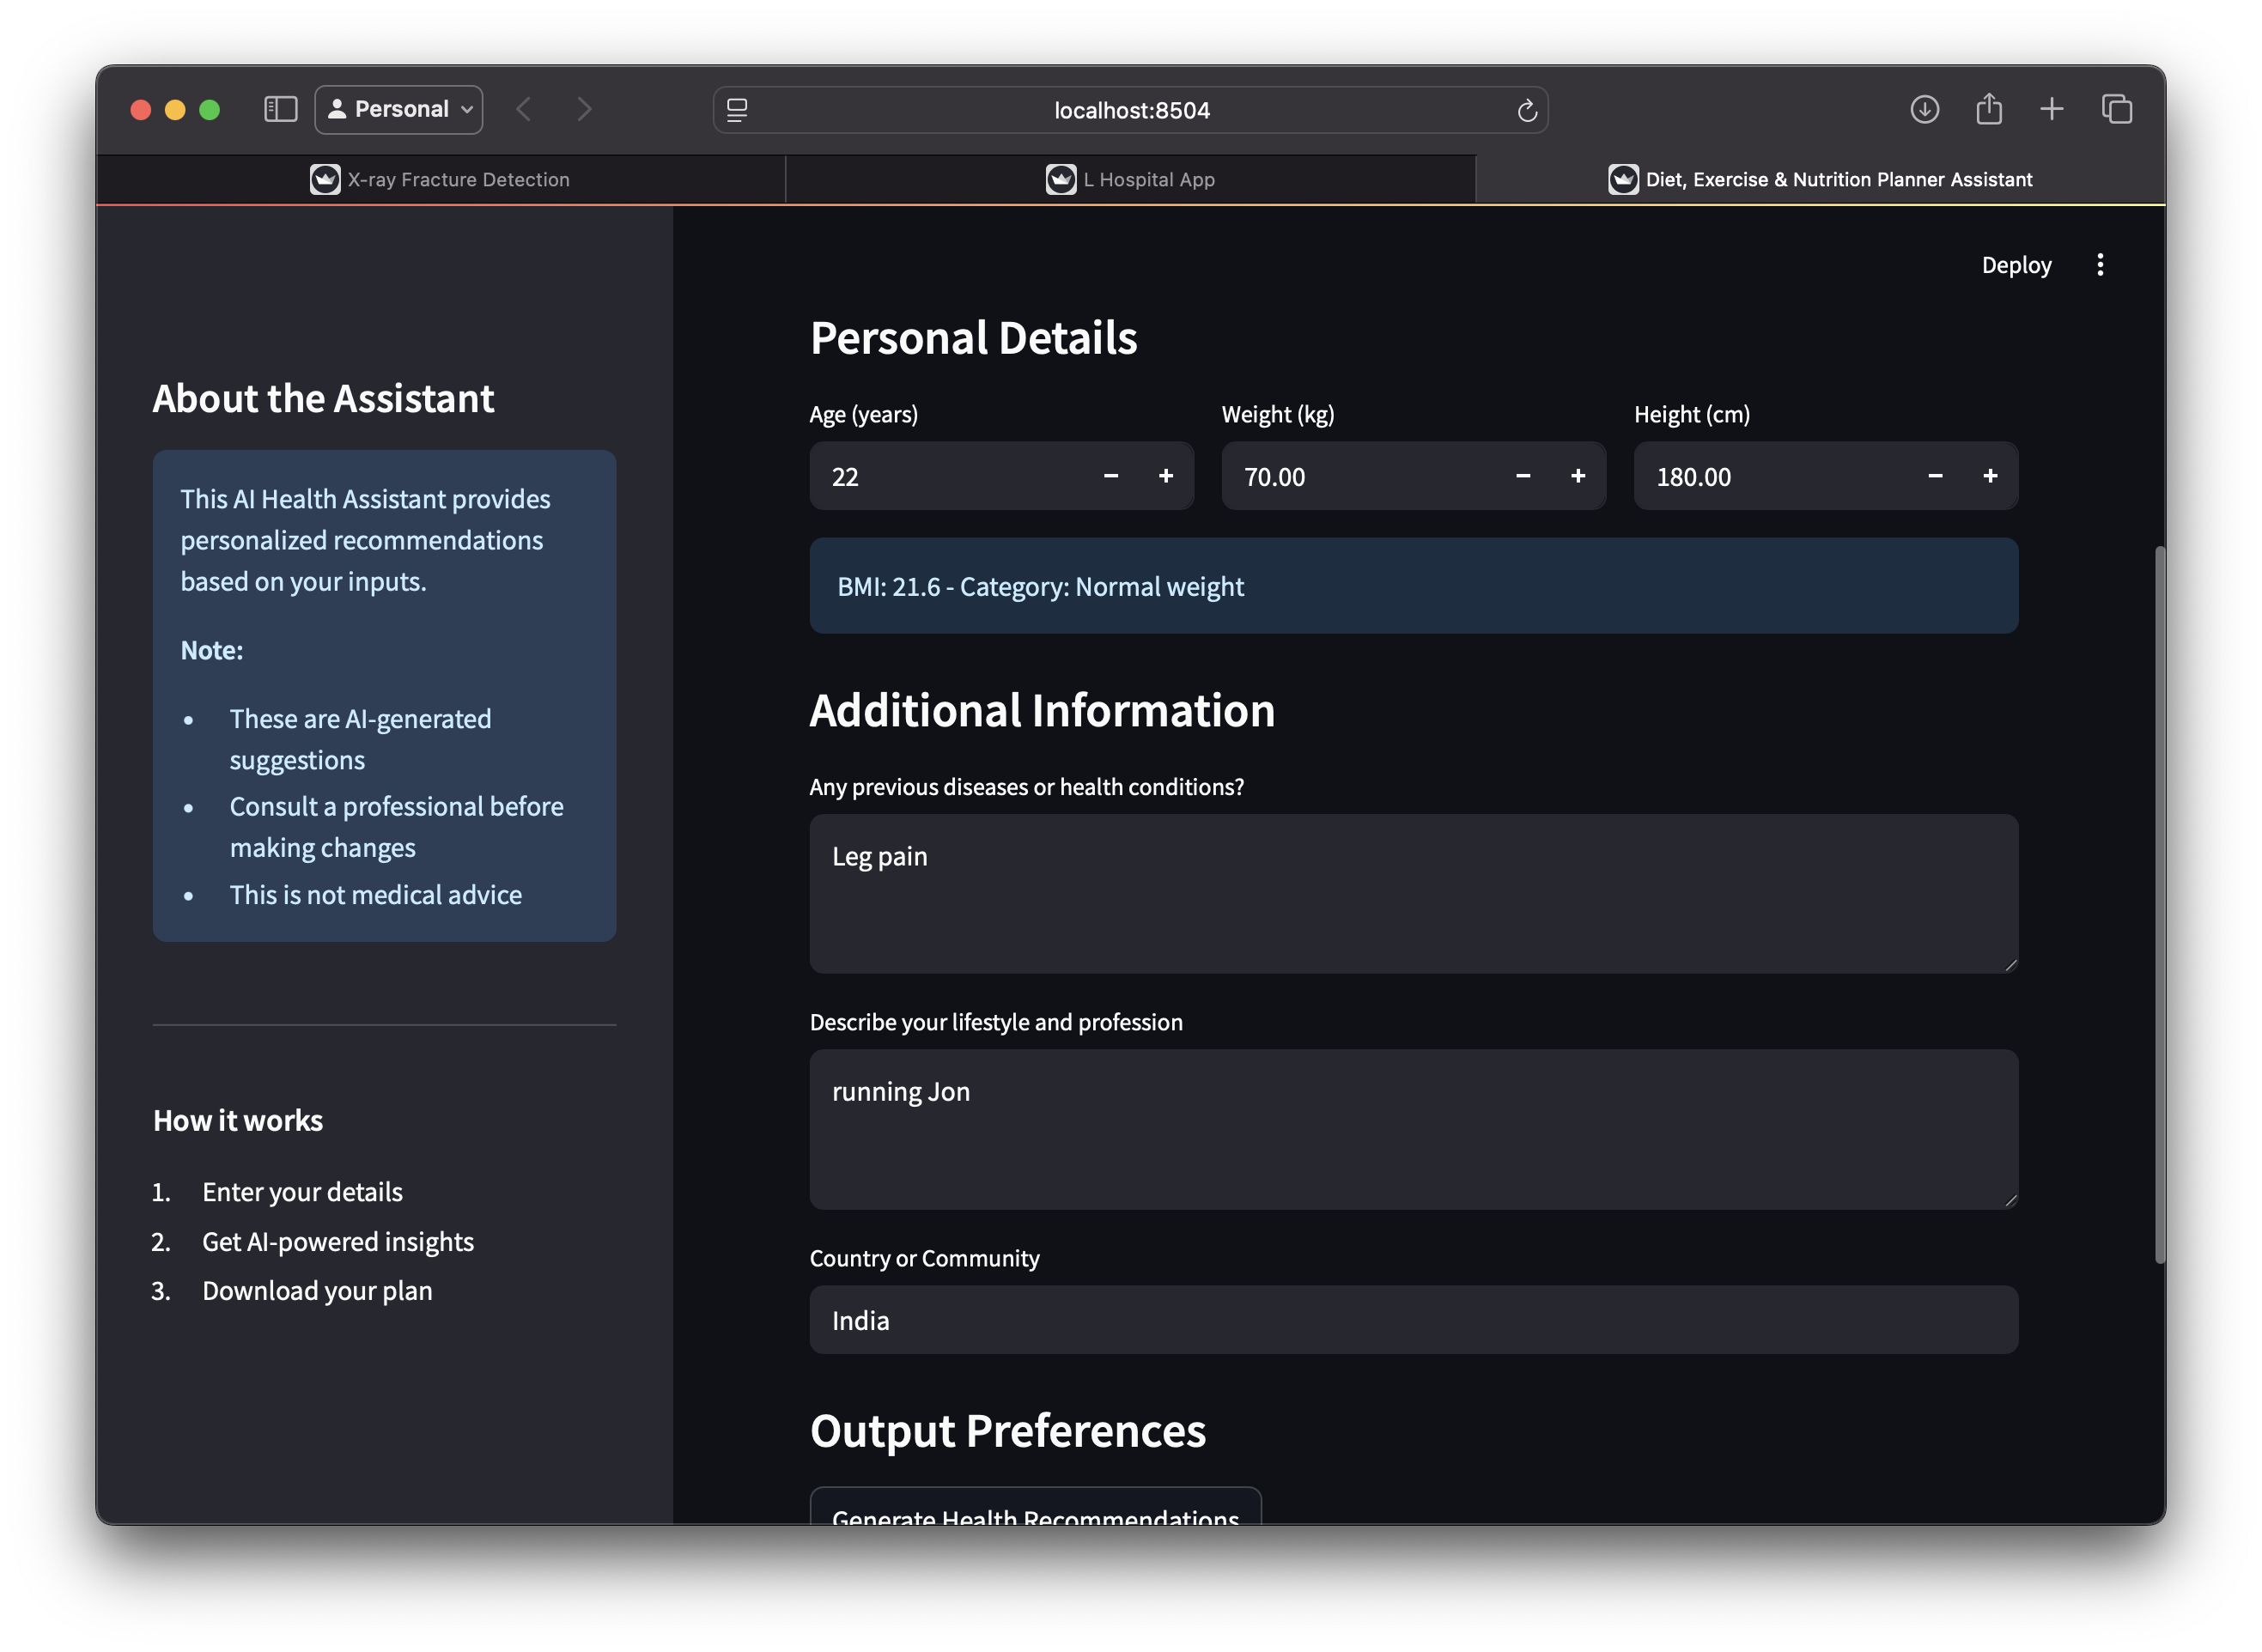 Personal
localhost:8504
X-ray Fracture Detection
L Hospital App
Diet, Exercise & Nutrition Planner Assistant
Deploy
About the Assistant
This AI Health Assistant provides
personalized recommendations
based on your inputs.
Note:
• These are AI-generated
suggestions
• Consult a professional before
making changes
• This is not medical advice
How it works
1. Enter your details
2. Get AI-powered insights
3. Download your plan
Personal Details
Age (years)
22
Weight (kg)
70.00
Height (cm)
180.00
BMI: 21.6 - Category: Normal weight
Additional Information
Any previous diseases or health conditions?
Leg pain
Describe your lifestyle and profession
running Jon
Country or Community
India
Output Preferences
Generate Health Recommendations